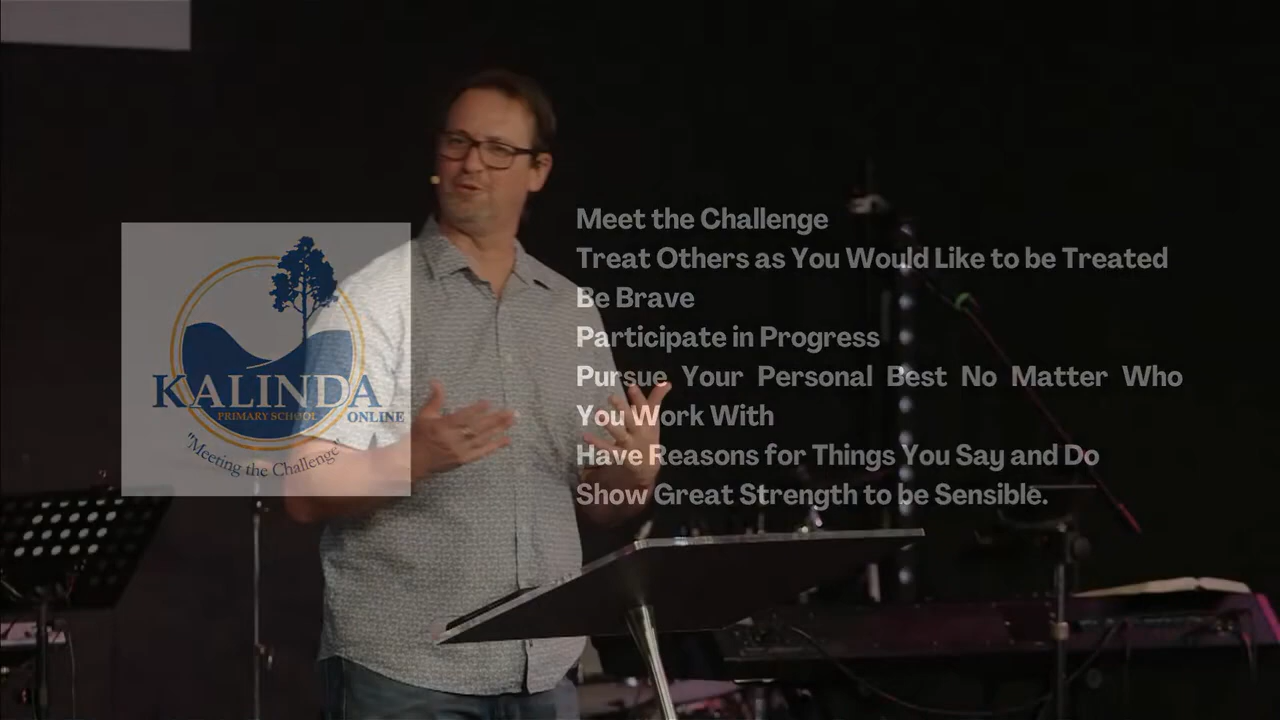 KALINDA
PRIMARY SCHOOL
ONLINE
"Meeting the Challenge"
Meet the Challenge
Treat Others as You Would Like to be Treated
Be Brave
Participate in Progress
Pursue Your Personal Best No Matter Who
You Work With
Have Reasons for Things You Say and Do
Show Great Strength to be Sensible.